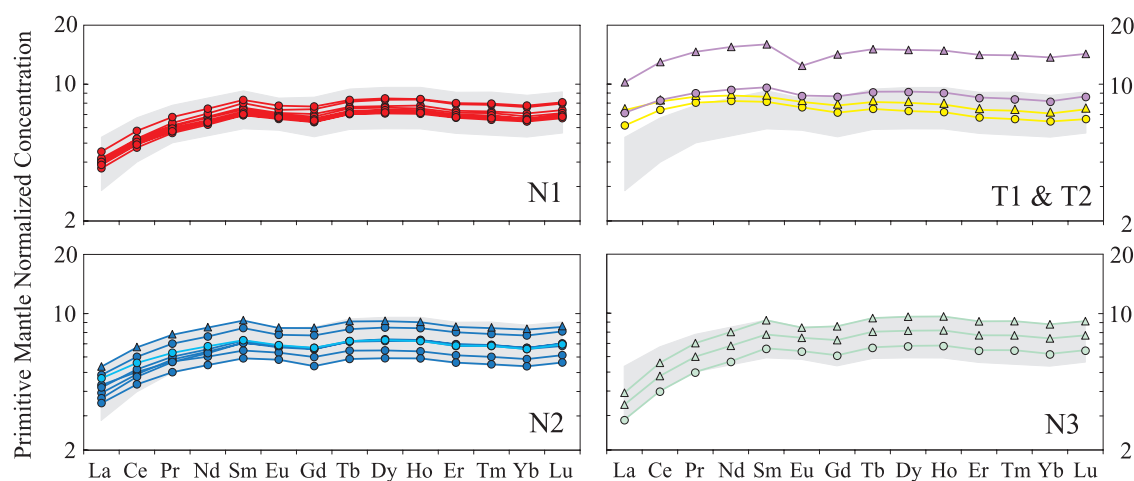 Primitive Mantle Normalized Concentration
20
10
2
N1
20
10
2
T1 & T2
20
10
2
N2
La Ce Pr Nd Sm Eu Gd Tb Dy Ho Er Tm Yb Lu
20
10
2
N3
La Ce Pr Nd Sm Eu Gd Tb Dy Ho Er Tm Yb Lu